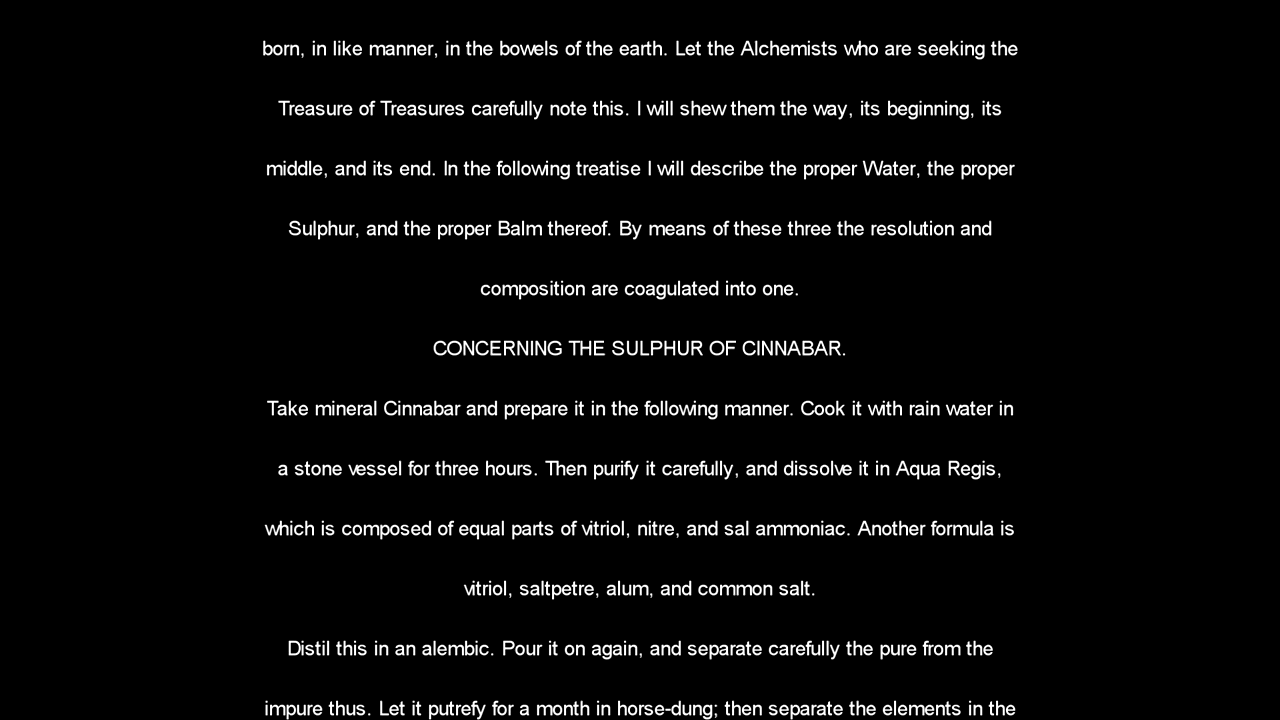 born, in like manner, in the bowels of the earth. Let the Alchemists who are seeking the
Treasure of Treasures carefully note this. I will shew them the way, its beginning, its
middle, and its end. In the following treatise I will describe the proper Water, the proper
Sulphur, and the proper Balm thereof. By means of these three the resolution and
composition are coagulated into one.
CONCERNING THE SULPHUR OF CINNABAR.
Take mineral Cinnabar and prepare it in the following manner. Cook it with rain water in
a stone vessel for three hours. Then purify it carefully, and dissolve it in Aqua Regis,
which is composed of equal parts of vitriol, nitre, and sal ammoniac. Another formula is
vitriol, saltpetre, alum, and common salt.
Distil this in an alembic. Pour it on again, and separate carefully the pure from the
impure thus. Let it putrefy for a month in horse-dung; then separate the elements in the